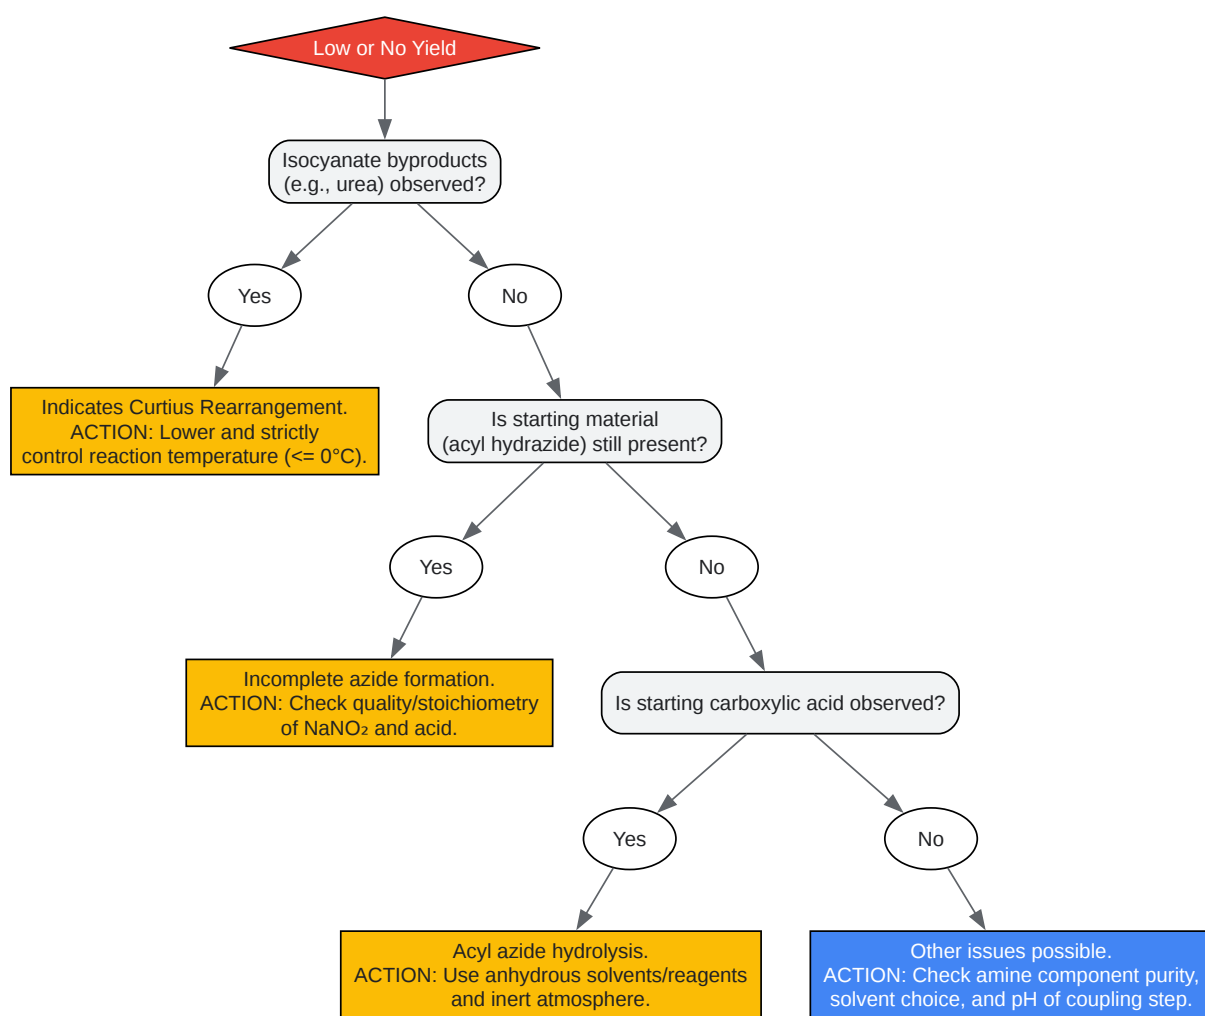 Low or No Yield
Isocyanate byproducts
(e.g., urea) observed?
Yes
No
Indicates Curtius Rearrangement.
ACTION: Lower and strictly
control reaction temperature (<= 0°C).
Is starting material
(acyl hydrazide) still present?
Yes
No
Incomplete azide formation.
ACTION: Check quality/stoichiometry
of NaNO₂ and acid.
Is starting carboxylic acid observed?
Yes
No
Acyl azide hydrolysis.
ACTION: Use anhydrous solvents/reagents
and inert atmosphere.
Other issues possible.
ACTION: Check amine component purity,
solvent choice, and pH of coupling step.